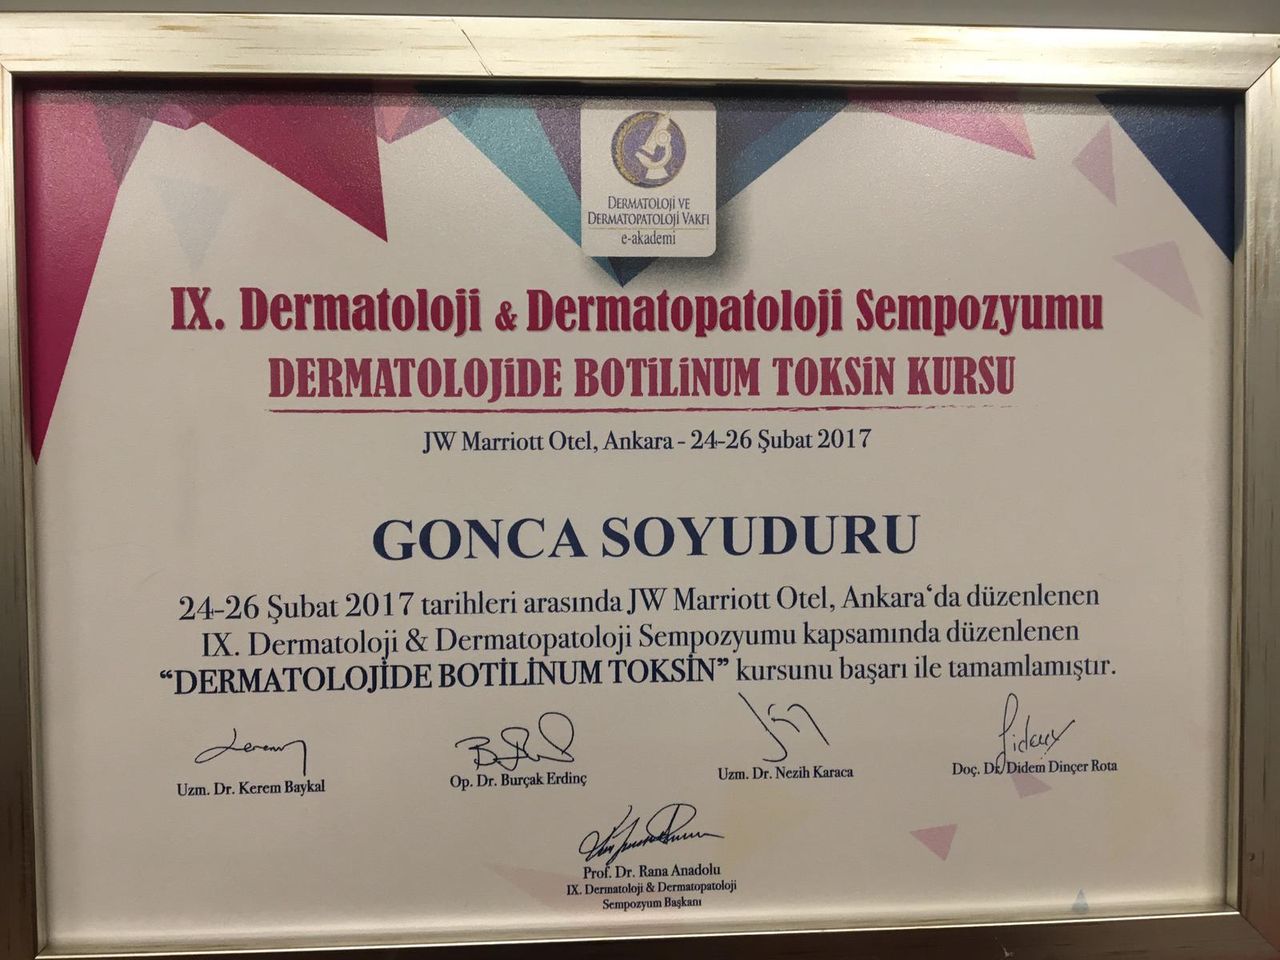 DERMATOLOJİ VE
DERMATOPATOLOJİ VAKFI
e-akademi
IX. Dermatoloji & Dermatopatoloji Sempozyumu
DERMATOLOJİDE BOTİLİNUM TOKSİN KURSU
JW Marriott Otel, Ankara - 24-26 Şubat 2017
GONCA SOYUDURU
24-26 Şubat 2017 tarihleri arasında JW Marriott Otel, Ankara‘da düzenlenen
IX. Dermatoloji & Dermatopatoloji Sempozyumu kapsamında düzenlenen
“DERMATOLOJİDE BOTİLİNUM TOKSİN” kursunu başarı ile tamamlamıştır.
Uzm. Dr. Kerem Baykal
Op. Dr. Burçak Erdinç
Uzm. Dr. Nezih Karaca
Doç. Dr. Didem Dinçer Rota
Prof. Dr. Rana Anadolu
IX. Dermatoloji & Dermatopatoloji
Sempozyum Başkanı